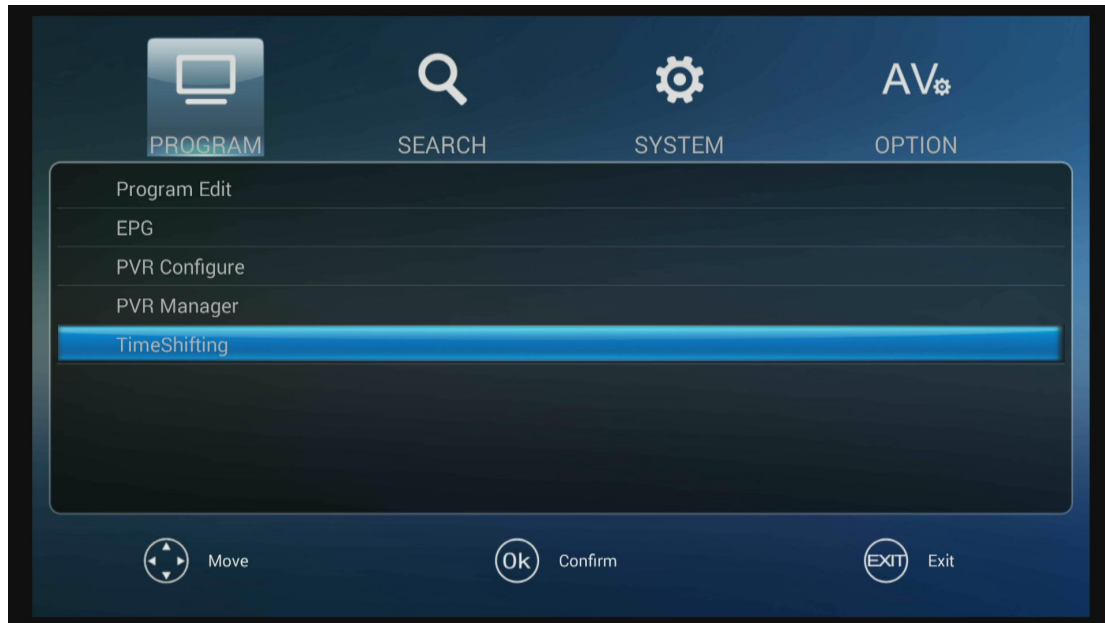 AV
PROGRAM SEARCH SYSTEM OPTION
Program Edit
EPG
PVR Configure
PVR Manager
TimeShifting
Move Ok Confirm EXIT Exit